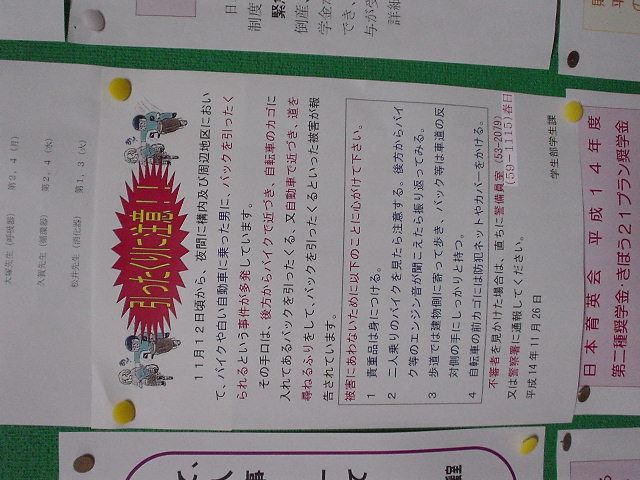 引ったくりに注意！！
11月12日頃から、夜間に構内及び周辺地区におい
て、バイクや白い自動車に乗った男に、バックを引ったく
られるという事件が多発しています。
その手口は、後方からバイクで近づき、自転車のカゴに
入れてあるバックを引ったくる、又自動車で近づき、道を
尋ねるふりをして、バックを引ったくるといった被害が報
告されています。
被害にあわないために以下のことに心がけて下さい。
1 貴重品は身につける。
2 二人乗りのバイクを見たら注意する。後方からバイ
ク等のエンジン音が聞こえたら振り返ってみる。
3 歩道では建物側に寄って歩き、バック等は車道の反
対側の手にしっかりと持つ。
4 自転車の前カゴには防犯ネットやカバーをかける。
不審者を見かけた場合は、直ちに警備員室(53-2079)
(59-1115)春日
又は警察署に通報してください。
平成14年11月26日
学生部学生課
日本育英会 平成14年度
第二種奨学金・きぼう21プラン奨学金
大塚先生（呼吸器） 第2，4（月）
久賀先生（循環器） 第2，4（水）
松井先生（消化器） 第1，3（火）
制度
緊
倒産、
学金
でき、
与が受
詳細